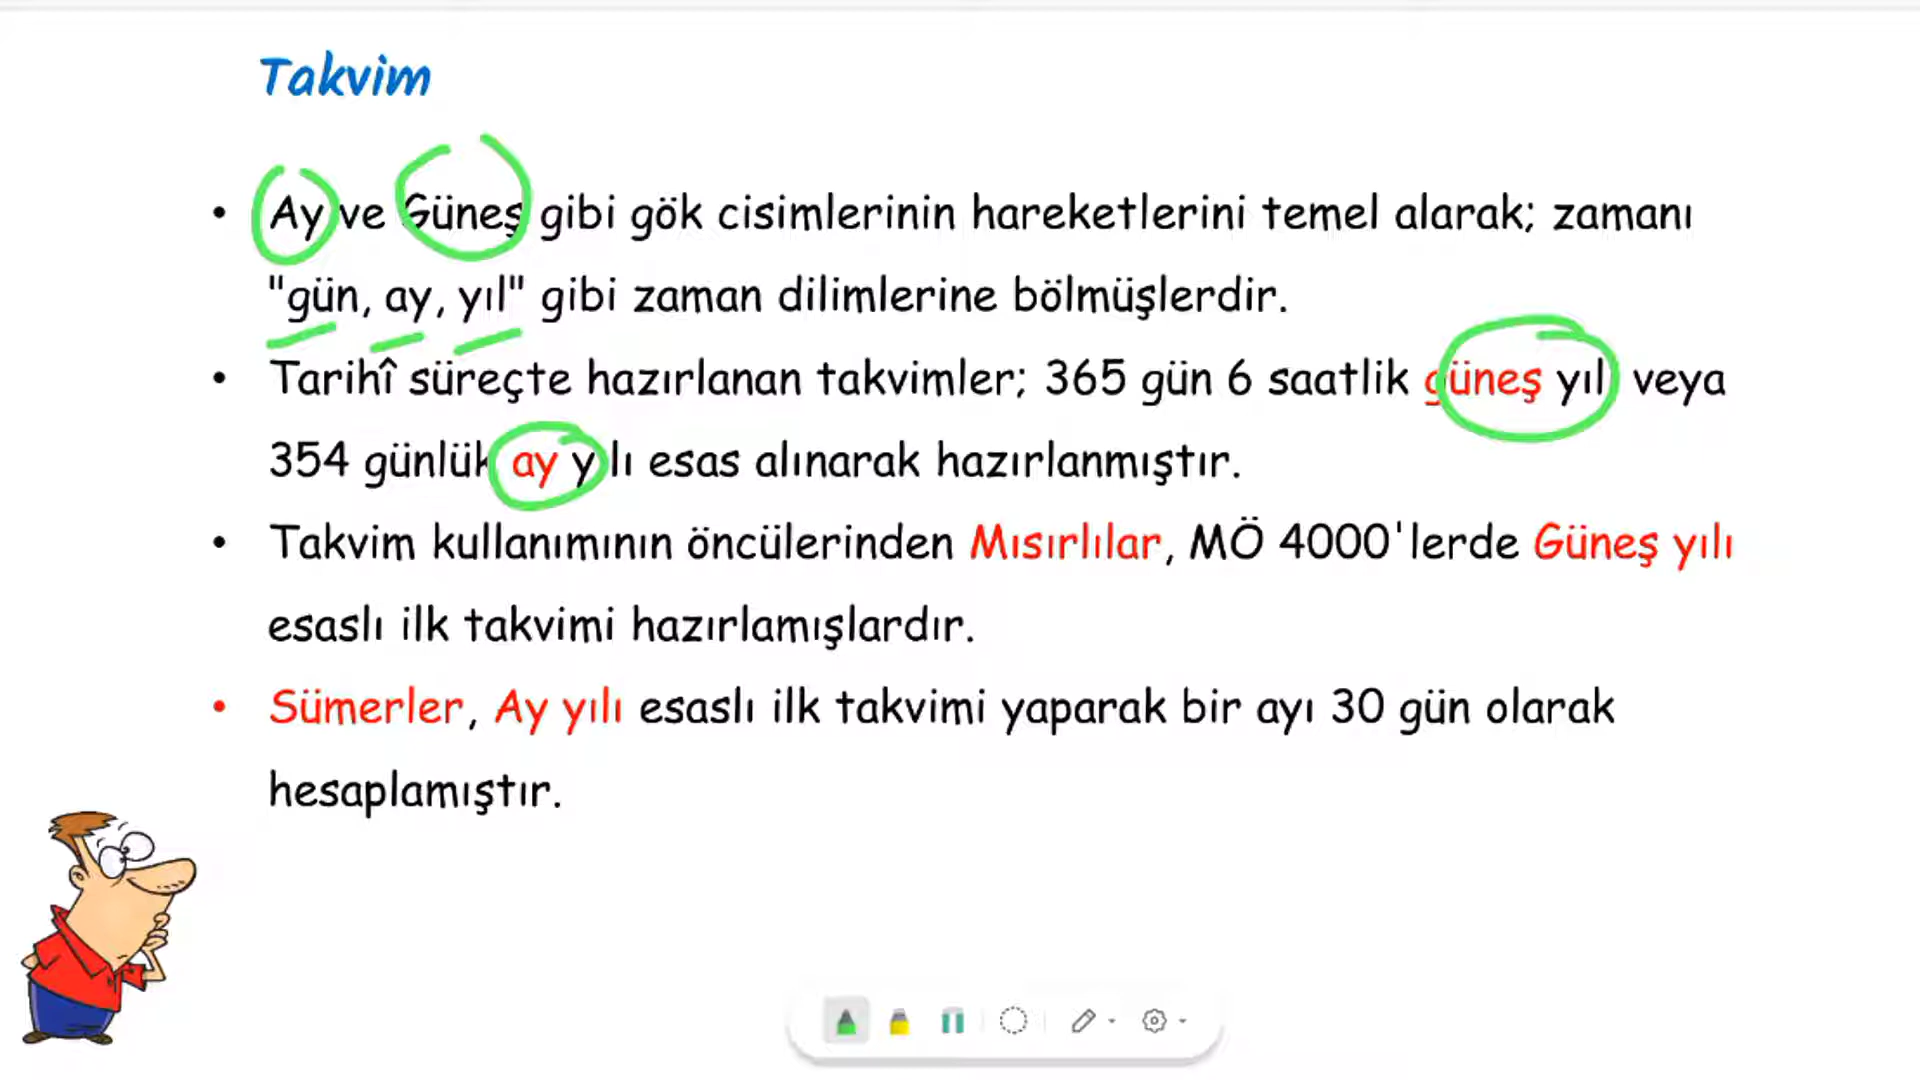 Takvim
• Ay ve Güneş gibi gök cisimlerinin hareketlerini temel alarak; zamanı
"gün, ay, yıl" gibi zaman dilimlerine bölmüşlerdir.
• Tarihî süreçte hazırlanan takvimler; 365 gün 6 saatlik güneş yılı veya
354 günlük ay yılı esas alınarak hazırlanmıştır.
• Takvim kullanımının öncülerinden Mısırlılar, MÖ 4000'lerde Güneş yılı
esaslı ilk takvimi hazırlamışlardır.
• Sümerler, Ay yılı esaslı ilk takvimi yaparak bir ayı 30 gün olarak
hesaplamıştır.